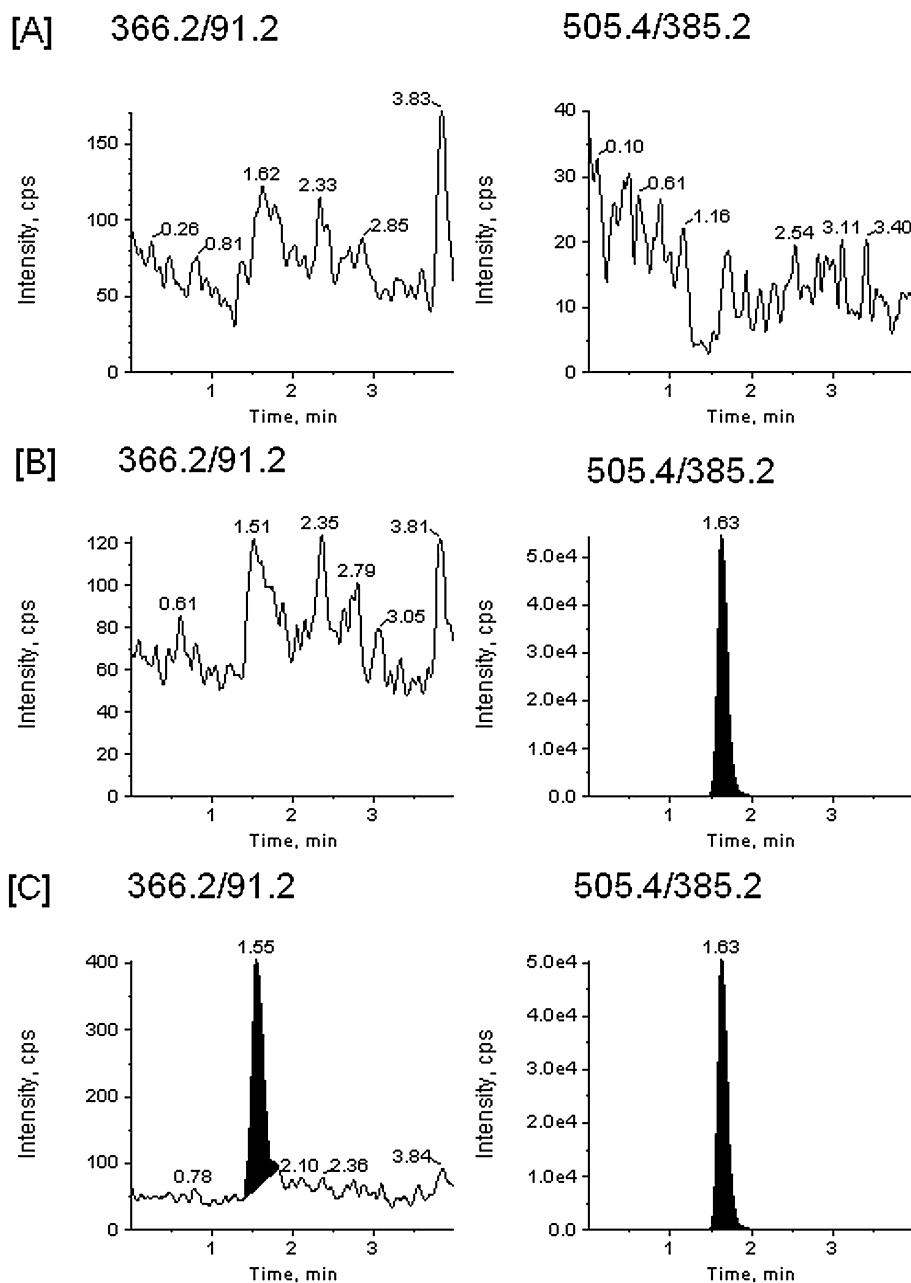 [A] 366.2/91.2 505.4/385.2
Intensity, cps
150
100
50
0
0.26
0.81
1.62
2.33
2.85
3.83
1 2 3
Time, min
Intensity, cps
40
30
20
10
0
0.10
0.61
1.16
2.54
3.11
3.40
1 2 3
Time, min
[B] 366.2/91.2 505.4/385.2
Intensity, cps
120
100
80
60
40
20
0
0.61
1.51
2.35
2.79
3.05
3.81
1 2 3
Time, min
Intensity, cps
5.0e4
4.0e4
3.0e4
2.0e4
1.0e4
0.0
1.63
1 2 3
Time, min
[C] 366.2/91.2 505.4/385.2
Intensity, cps
400
300
200
100
0
0.78
1.55
2.10
2.36
3.84
1 2 3
Time, min
Intensity, cps
5.0e4
4.0e4
3.0e4
2.0e4
1.0e4
0.0
1.63
1 2 3
Time, min